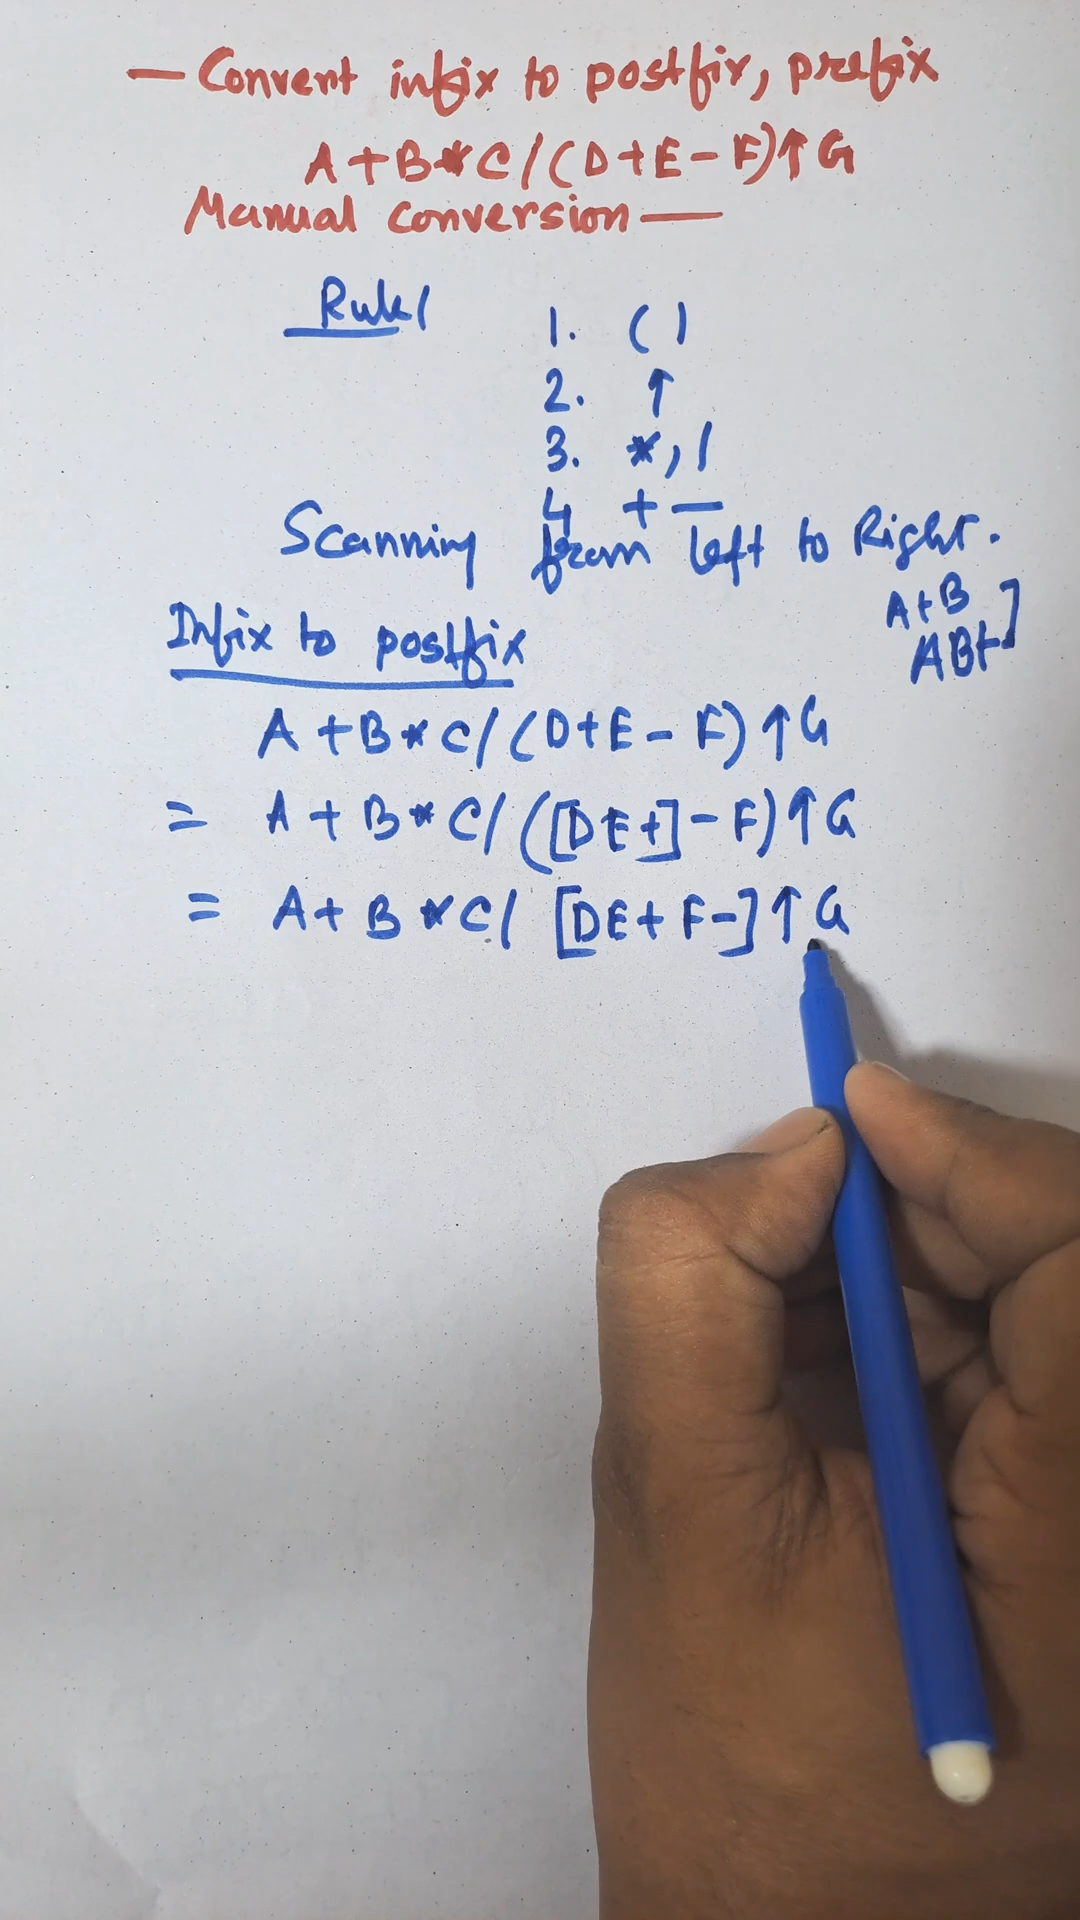 — Convert infix to postfix, prefix
A+B*C/(D+E-F)↑G
Manual conversion —
Rules
1. ( )
2. ↑
3. *, /
4 + —
Scanning from left to Right.
A+B
AB+
Infix to postfix
A+B*C/(D+E-F)↑G
= A+B*C/([DE+]-F)↑G
= A+B*C/[DE+F-]↑G